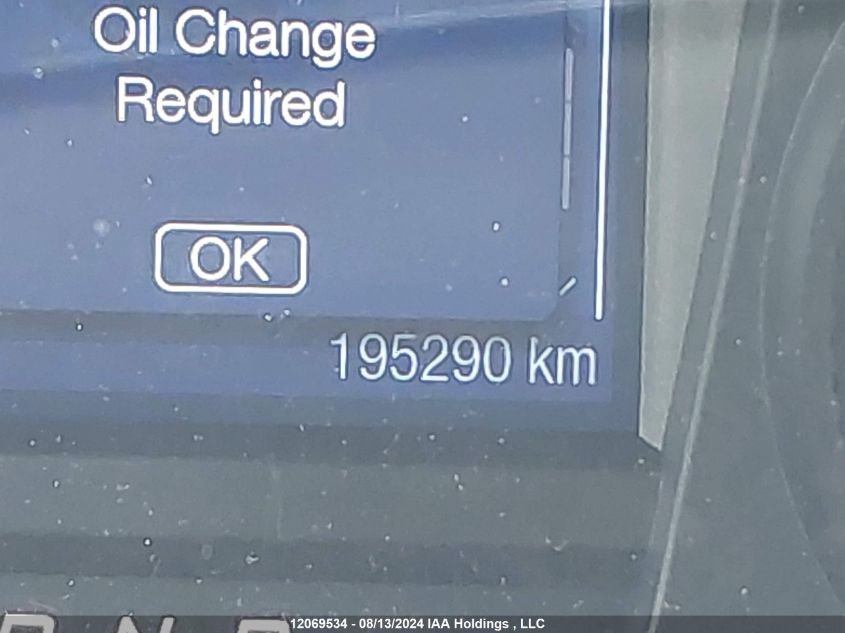 Oil Change
Required
OK
195290 km
R N D
12069534 - 08/13/2024 IAA Holdings , LLC